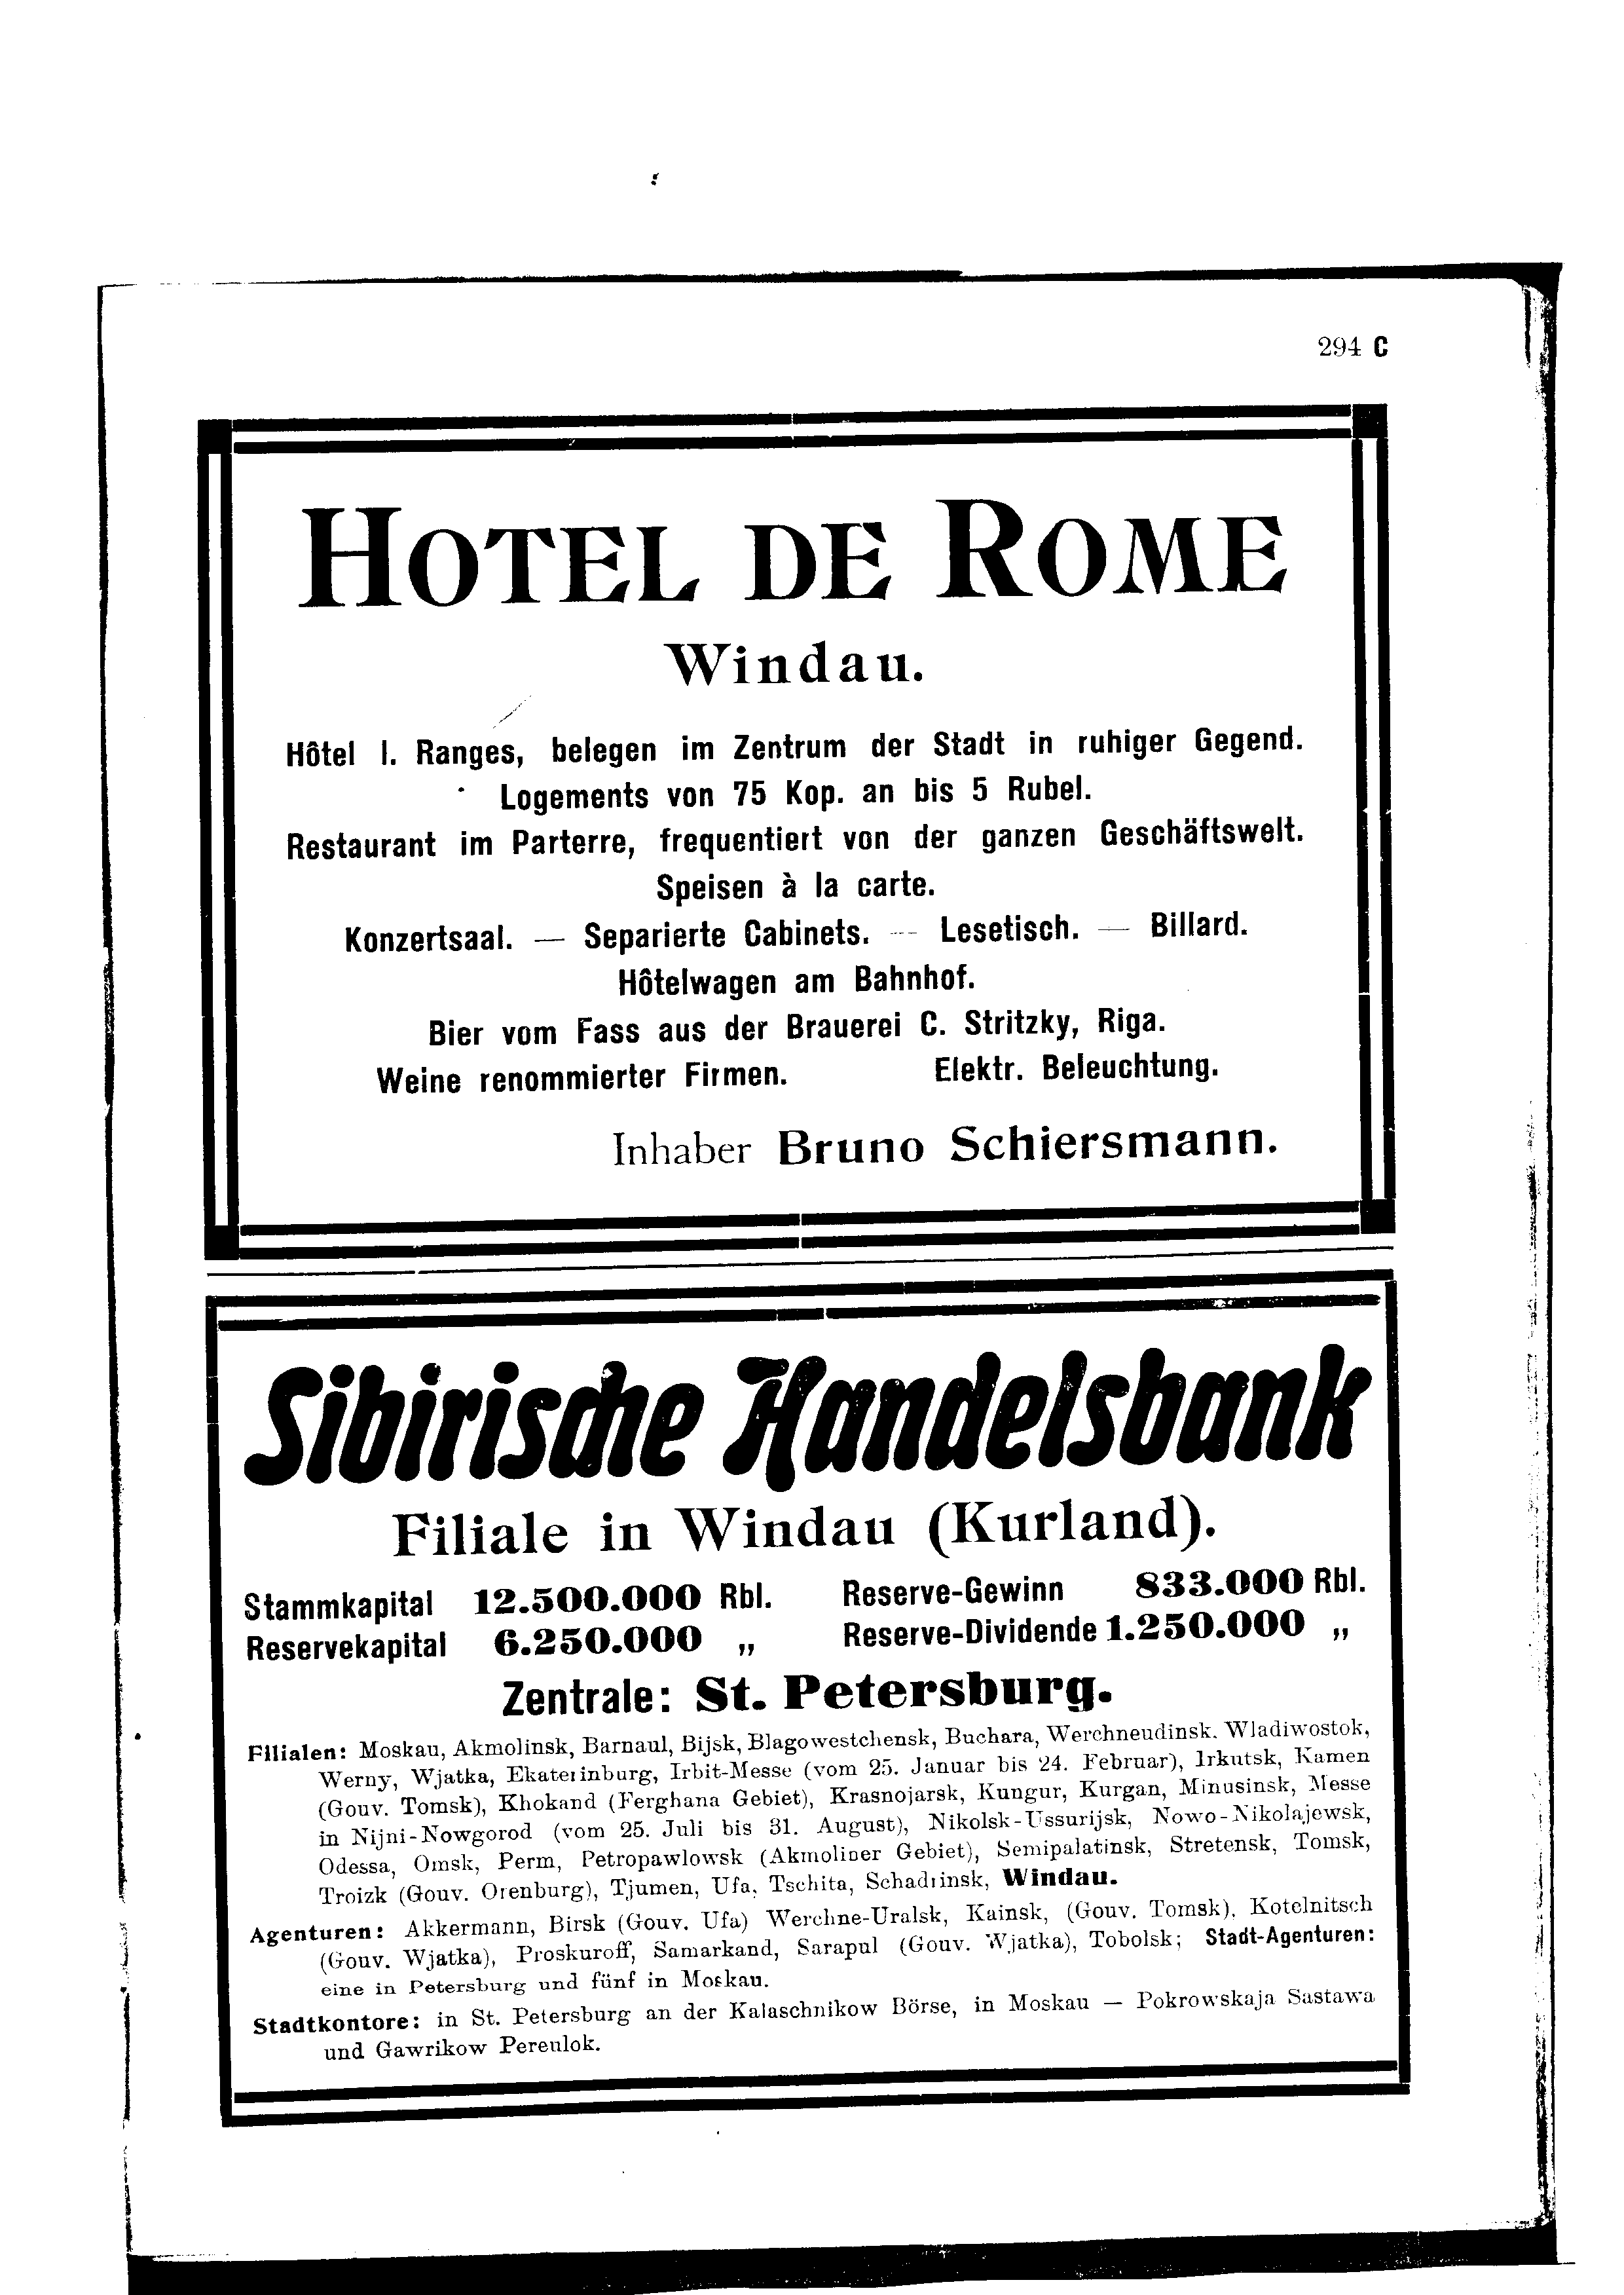 294 C
HOTEL DE ROME
Windau.
Hôtel I. Ranges, belegen im Zentrum der Stadt in ruhiger Gegend.
Logements von 75 Kop. an bis 5 Rubel.
Restaurant im Parterre, frequentiert von der ganzen Geschäftswelt.
Speisen à la carte.
Konzertsaal. — Separierte Cabinets. — Lesetisch. — Billard.
Hôtelwagen am Bahnhof.
Bier vom Fass aus der Brauerei C. Stritzky, Riga.
Weine renommierter Firmen. Elektr. Beleuchtung.
Inhaber Bruno Schiersmann.
Sibirische Handelsbank
Filiale in Windau (Kurland).
Stammkapital 12.500.000 Rbl. Reserve-Gewinn 833.000 Rbl.
Reservekapital 6.250.000 „ Reserve-Dividende 1.250.000 „
Zentrale: St. Petersburg.
Filialen: Moskau, Akmolinsk, Barnaul, Bijsk, Blagowestchensk, Buchara, Werchneudinsk. Wladiwostok,
Werny, Wjatka, Ekaterinburg, Irbit-Messe (vom 25. Januar bis 24. Februar), Irkutsk, Kamen
(Gouv. Tomsk), Khokand (Ferghana Gebiet), Krasnojarsk, Kungur, Kurgan, Minusinsk, Messe
in Nijni-Nowgorod (vom 25. Juli bis 31. August), Nikolsk-Ussurijsk, Nowo-Nikolajewsk,
Odessa, Omsk, Perm, Petropawlowsk (Akmoliner Gebiet), Semipalatinsk, Stretensk, Tomsk,
Troizk (Gouv. Orenburg), Tjumen, Ufa, Tschita, Schadrinsk, Windau.
Agenturen: Akkermann, Birsk (Gouv. Ufa) Werchne-Uralsk, Kainsk, (Gouv. Tomsk), Kotelnitsch
(Gouv. Wjatka), Proskuroff, Samarkand, Sarapul (Gouv. Wjatka), Tobolsk; Stadt-Agenturen:
eine in Petersburg und fünf in Moskau.
Stadtkontore: in St. Petersburg an der Kalaschnikow Börse, in Moskau — Pokrowskaja Sastawa
und Gawrikow Pereulok.